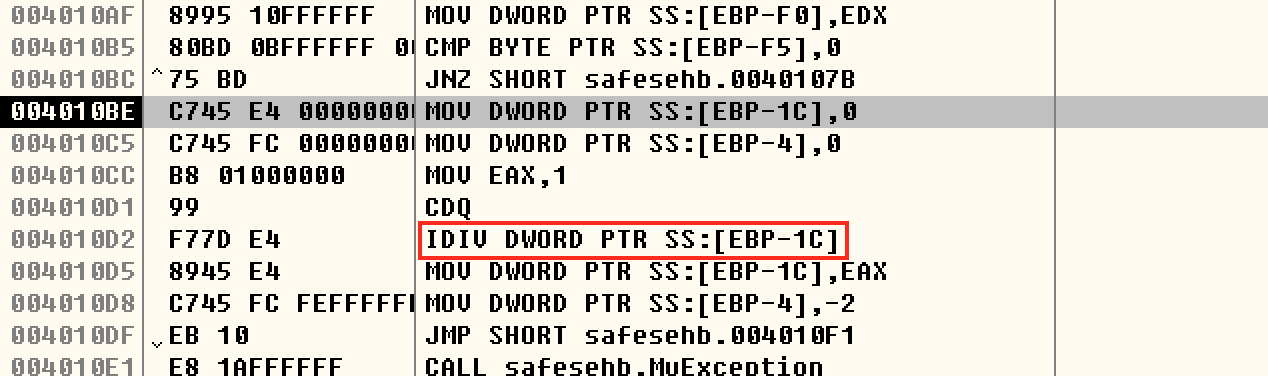 004010AF 8995 10FFFFFF MOV DWORD PTR SS:[EBP-F0],EDX
004010B5 80BD 0BFFFFFF 0 CMP BYTE PTR SS:[EBP-F5],0
004010BC ^75 BD JNZ SHORT safesehb.0040107B
004010BE C745 E4 0000000 MOV DWORD PTR SS:[EBP-1C],0
004010C5 C745 FC 0000000 MOV DWORD PTR SS:[EBP-4],0
004010CC B8 01000000 MOV EAX,1
004010D1 99 CDQ
004010D2 F77D E4 IDIV DWORD PTR SS:[EBP-1C]
004010D5 8945 E4 MOV DWORD PTR SS:[EBP-1C],EAX
004010D8 C745 FC FEFFFFF MOV DWORD PTR SS:[EBP-4],-2
004010DF EB 10 JMP SHORT safesehb.004010F1
004010E1 E8 1AFFFFFF CALL safesehb.MyException